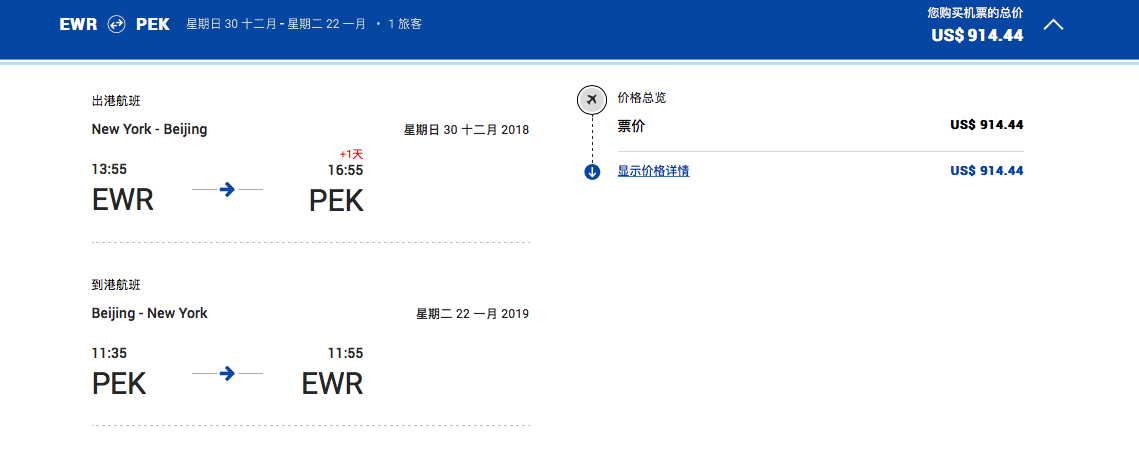 EWR PEK 星期日 30 十二月 - 星期二 22 一月 • 1 旅客
您购买机票的总价
US$ 914.44
出港航班
New York - Beijing 星期日 30 十二月 2018
+1天
13:55 16:55
EWR PEK
到港航班
Beijing - New York 星期二 22 一月 2019
11:35 11:55
PEK EWR
价格总览
票价 US$ 914.44
显示价格详情 US$ 914.44